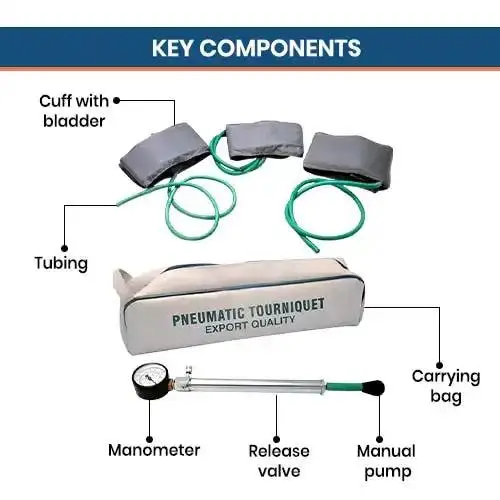 KEY COMPONENTS
Cuff with
bladder
Tubing
PNEUMATIC TOURNIQUET
EXPORT QUALITY
Carrying
bag
Manometer
Release
valve
Manual
pump